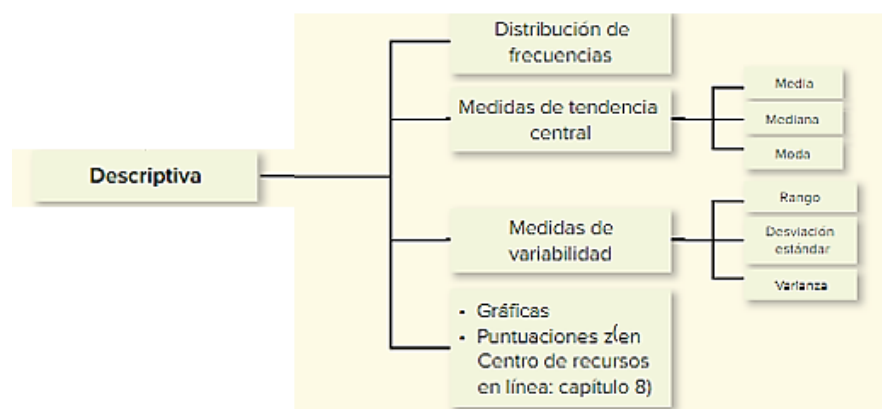 Distribución de
frecuencias
Medidas de tendencia
central
Media
Mediana
Moda
Descriptiva
Medidas de
variabilidad
Rango
Desviación
estándar
Varianza
• Gráficas
• Puntuaciones z(en
Centro de recursos
en línea: capítulo 8)